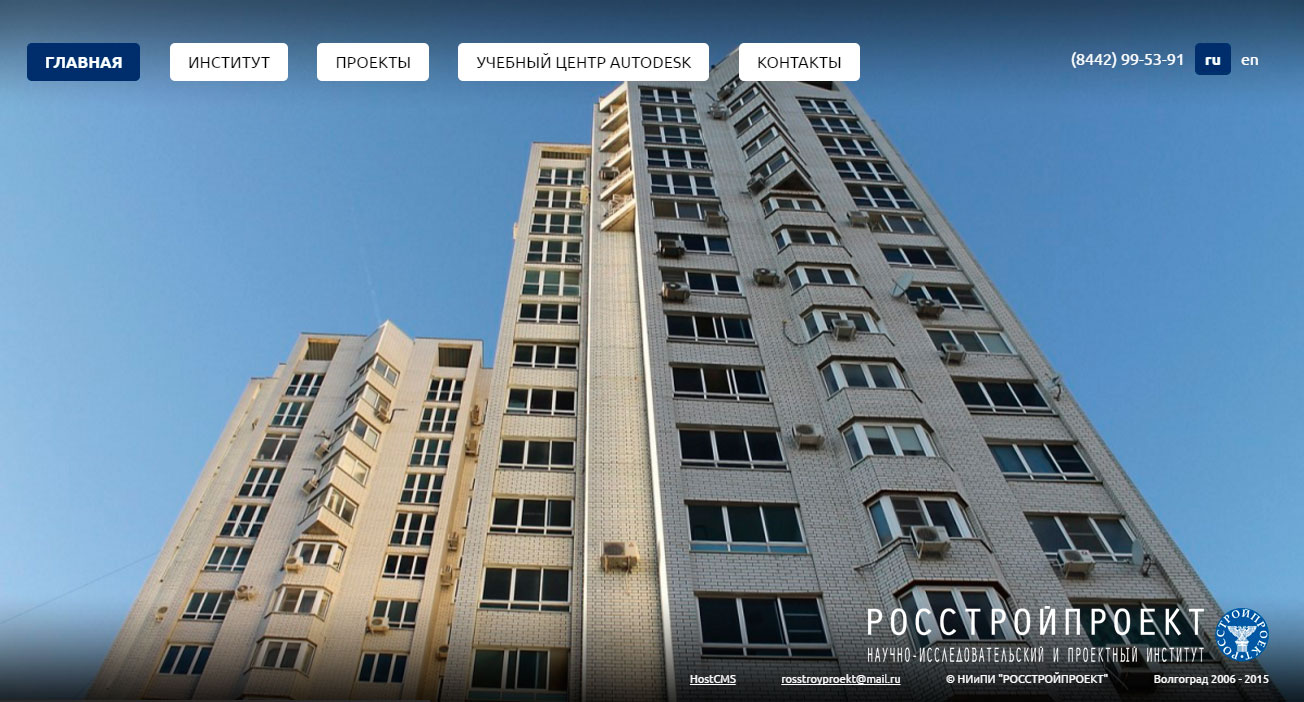 ГЛАВНАЯ ИНСТИТУТ ПРОЕКТЫ УЧЕБНЫЙ ЦЕНТР AUTODESK КОНТАКТЫ (8442) 99-53-91 ru en
РОССТРОЙПРОЕКТ
НАУЧНО-ИССЛЕДОВАТЕЛЬСКИЙ И ПРОЕКТНЫЙ ИНСТИТУТ
РОССТРОЙПРОЕКТ
HostCMS rosstroyproekt@mail.ru © НИиПИ "РОССТРОЙПРОЕКТ" Волгоград 2006 - 2015